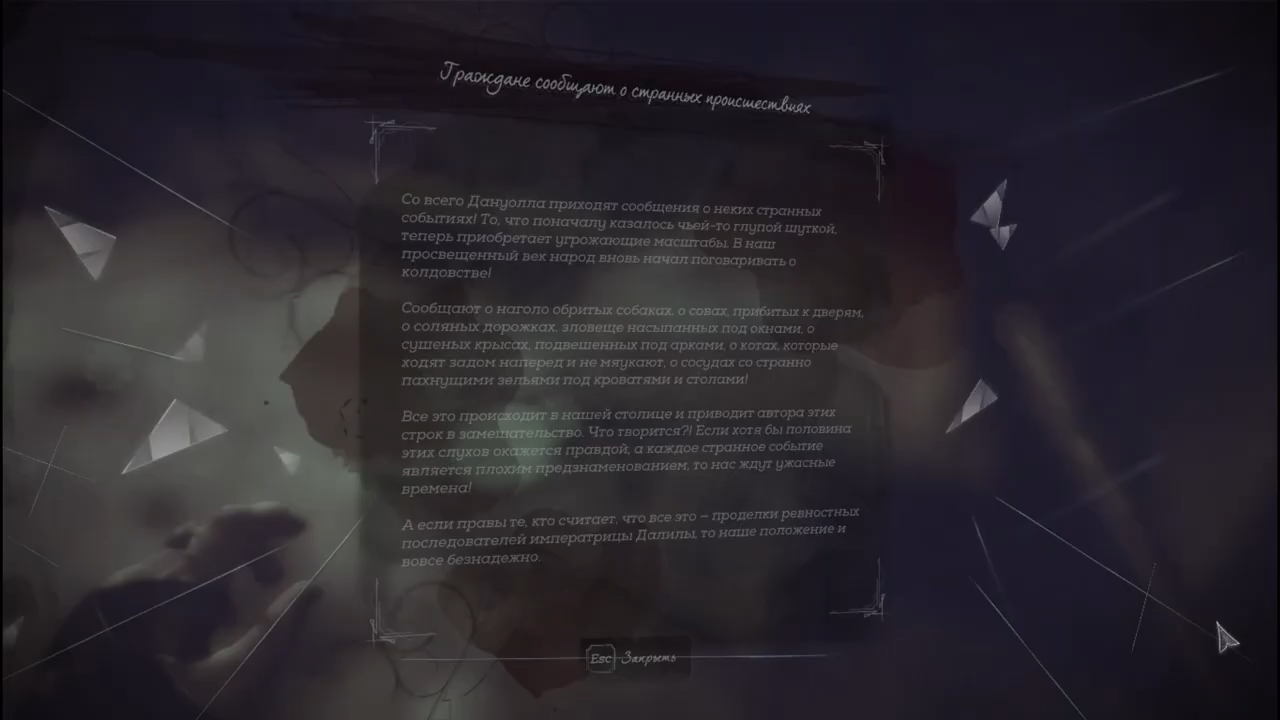 Граждане сообщают о странных происшествиях
Со всего Дануолла приходят сообщения о неких странных
событиях! То, что поначалу казалось чьей-то глупой шуткой,
теперь приобретает угрожающие масштабы. В наш
просвещенный век народ вновь начал поговаривать о
колдовстве!
Сообщают о наголо обритых собаках, о совах, прибитых к дверям,
о соляных дорожках, зловеще насыпанных под окнами, о
сушеных крысах, подвешенных под арками, о котах, которые
ходят задом наперед и не мяукают, о сосудах со странно
пахнущими зельями под кроватями и столами!
Все это происходит в нашей столице и приводит автора этих
строк в замешательство. Что творится?! Если хотя бы половина
этих слухов окажется правдой, а каждое странное событие
является плохим предзнаменованием, то нас ждут ужасные
времена!
А если правы те, кто считает, что все это — проделки ревностных
последователей императрицы Далилы, то наше положение и
вовсе безнадежно.
Esc Закрыть